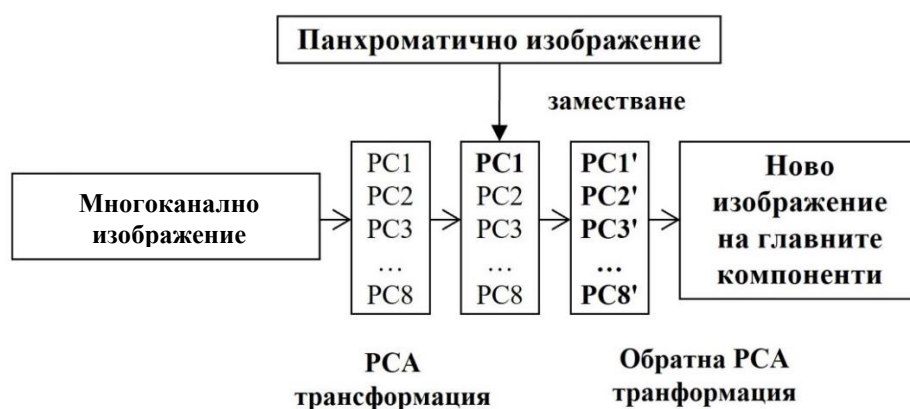 Панхроматично изображение
заместване
Многоканално
изображение
PC1
PC2
PC3
…
PC8
PC1
PC2
PC3
…
PC8
PC1'
PC2'
PC3'
…
PC8'
Ново
изображение
на главните
компоненти
PCA
трансформация
Обратна PCA
транформация